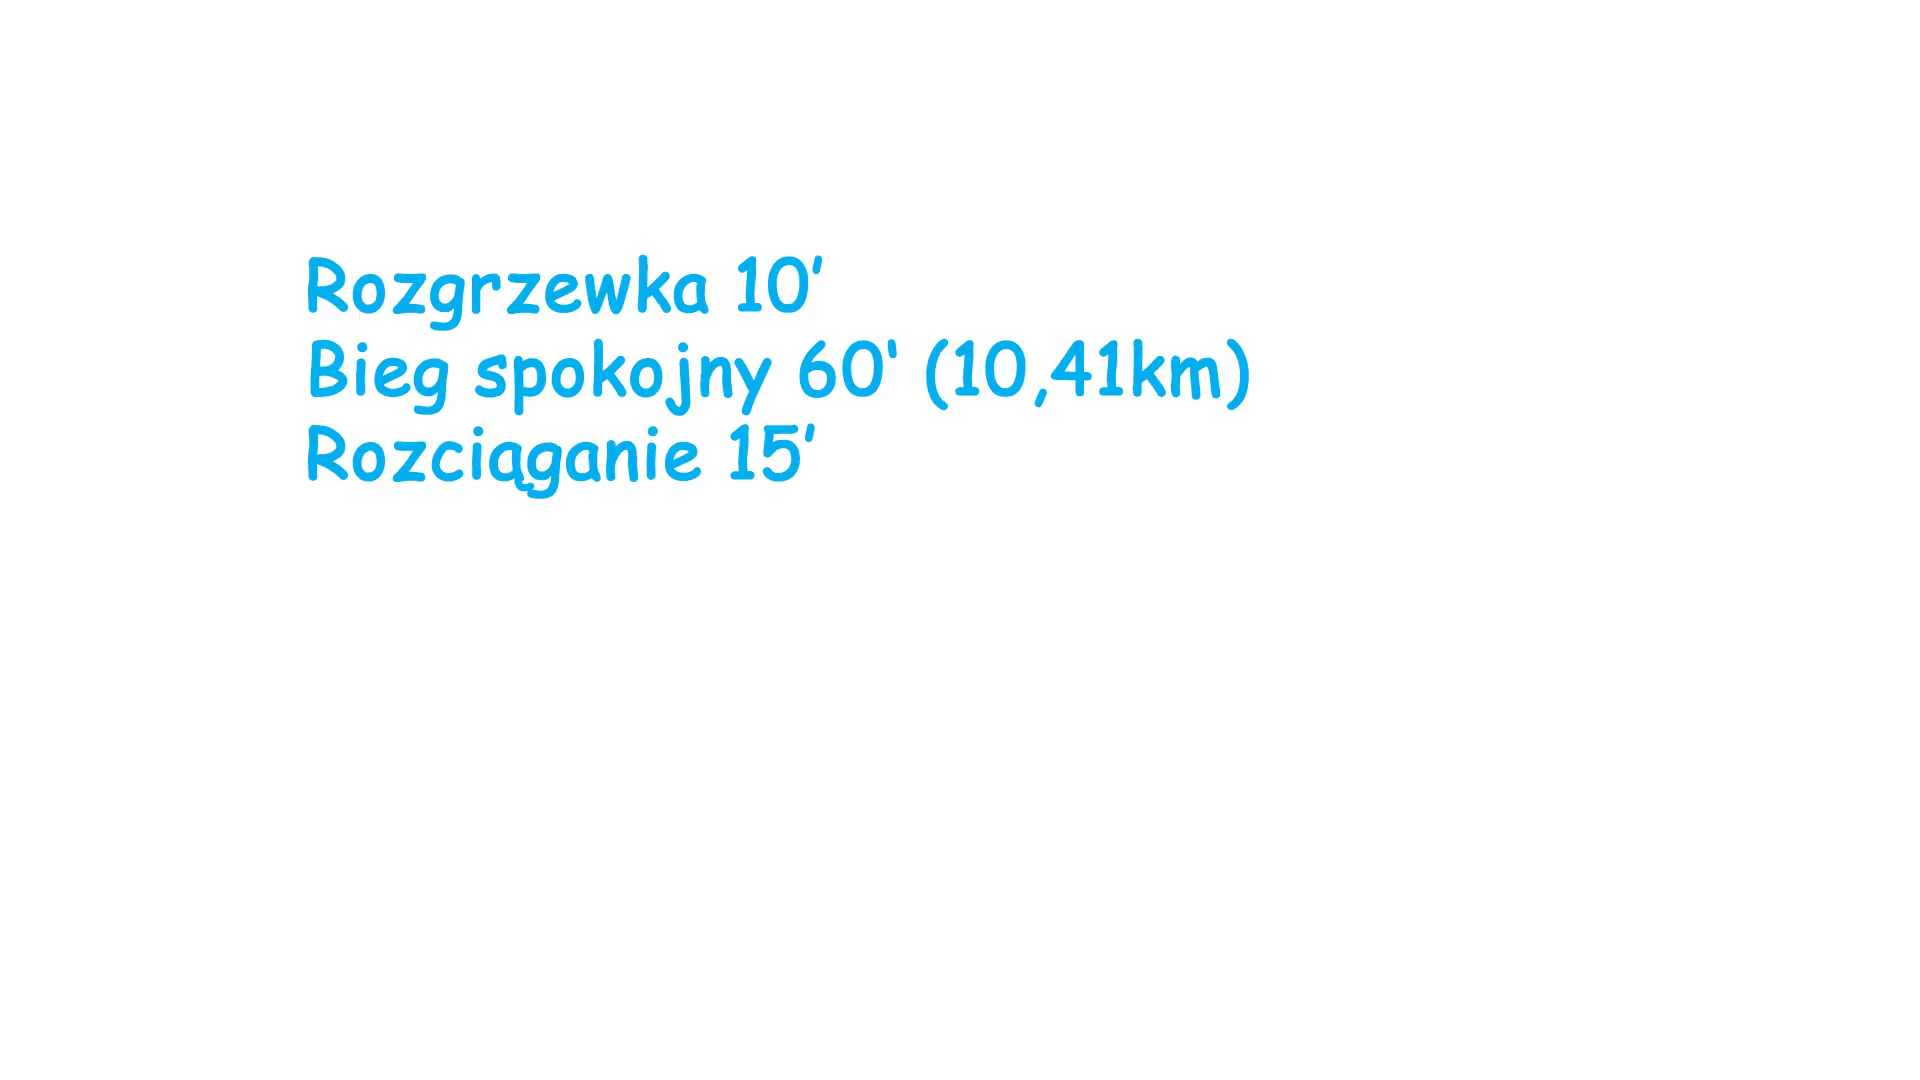 Rozgrzewka 10’
Bieg spokojny 60' (10,41km)
Rozciąganie 15’